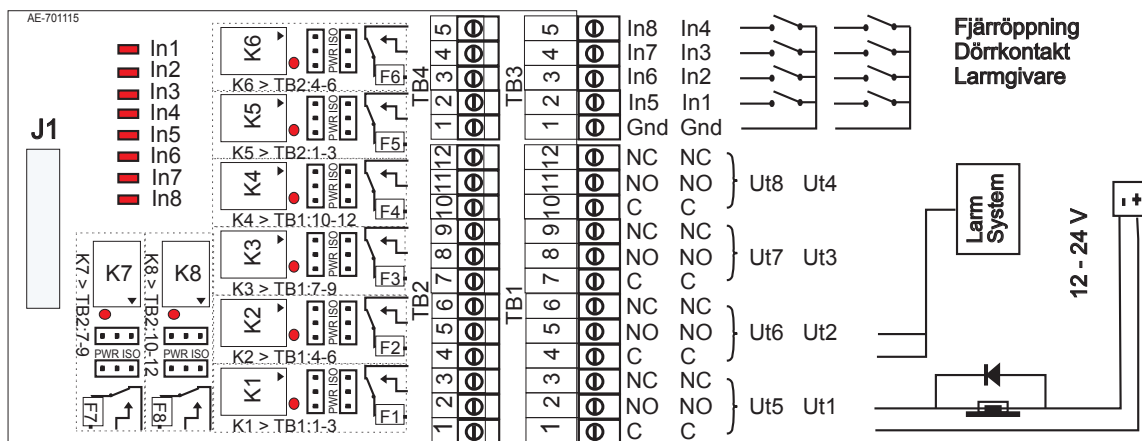 AE-701115
J1
In1
In2
In3
In4
In5
In6
In7
In8
K7
K7 > TB2:7-9
PWR ISO
F7
K8
K8 > TB2:10-12
PWR ISO
F8
K6
PWR ISO
F6
K6 > TB2:4-6
K5
PWR ISO
F5
K5 > TB2:1-3
K4
PWR ISO
F4
K4 > TB1:10-12
K3
PWR ISO
F3
K3 > TB1:7-9
K2
PWR ISO
F2
K2 > TB1:4-6
K1
PWR ISO
F1
K1 > TB1:1-3
TB4
5
4
3
2
1
TB2
12
11
10
9
8
7
6
5
4
3
2
1
TB3
5
4
3
2
1
TB1
12
11
10
9
8
7
6
5
4
3
2
1
In8 In4
In7 In3
In6 In2
In5 In1
Gnd Gnd
NC NC
NO NO
C C
Ut8 Ut4
NC NC
NO NO
C C
Ut7 Ut3
NC NC
NO NO
C C
Ut6 Ut2
NC NC
NO NO
C C
Ut5 Ut1
Fjärröppning
Dörrkontakt
Larmgivare
Larm
System
12 - 24 V
- +